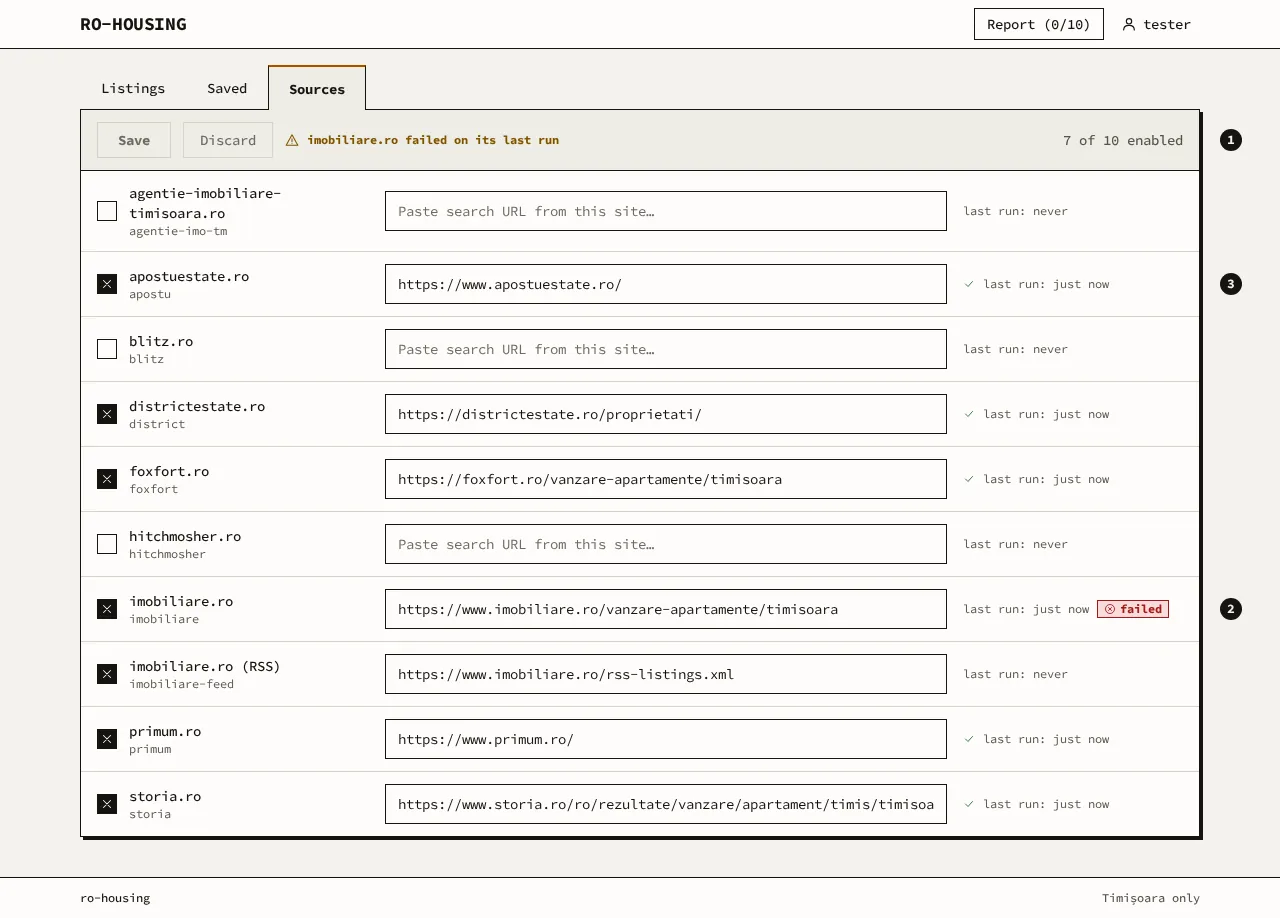 RO-HOUSING
Report (0/10)
tester
Listings
Saved
Sources
Save
Discard
imobiliare.ro failed on its last run
7 of 10 enabled
1
agentie-imobiliare-
timisoara.ro
agentie-imo-tm
Paste search URL from this site…
last run: never
apostuestate.ro
apostu
https://www.apostuestate.ro/
last run: just now
3
blitz.ro
blitz
Paste search URL from this site…
last run: never
districtestate.ro
district
https://districtestate.ro/proprietati/
last run: just now
foxfort.ro
foxfort
https://foxfort.ro/vanzare-apartamente/timisoara
last run: just now
hitchmosher.ro
hitchmosher
Paste search URL from this site…
last run: never
imobiliare.ro
imobiliare
https://www.imobiliare.ro/vanzare-apartamente/timisoara
last run: just now
failed
2
imobiliare.ro (RSS)
imobiliare-feed
https://www.imobiliare.ro/rss-listings.xml
last run: never
primum.ro
primum
https://www.primum.ro/
last run: just now
storia.ro
storia
https://www.storia.ro/ro/rezultate/vanzare/apartament/timis/timisoa
last run: just now
ro-housing
Timișoara only